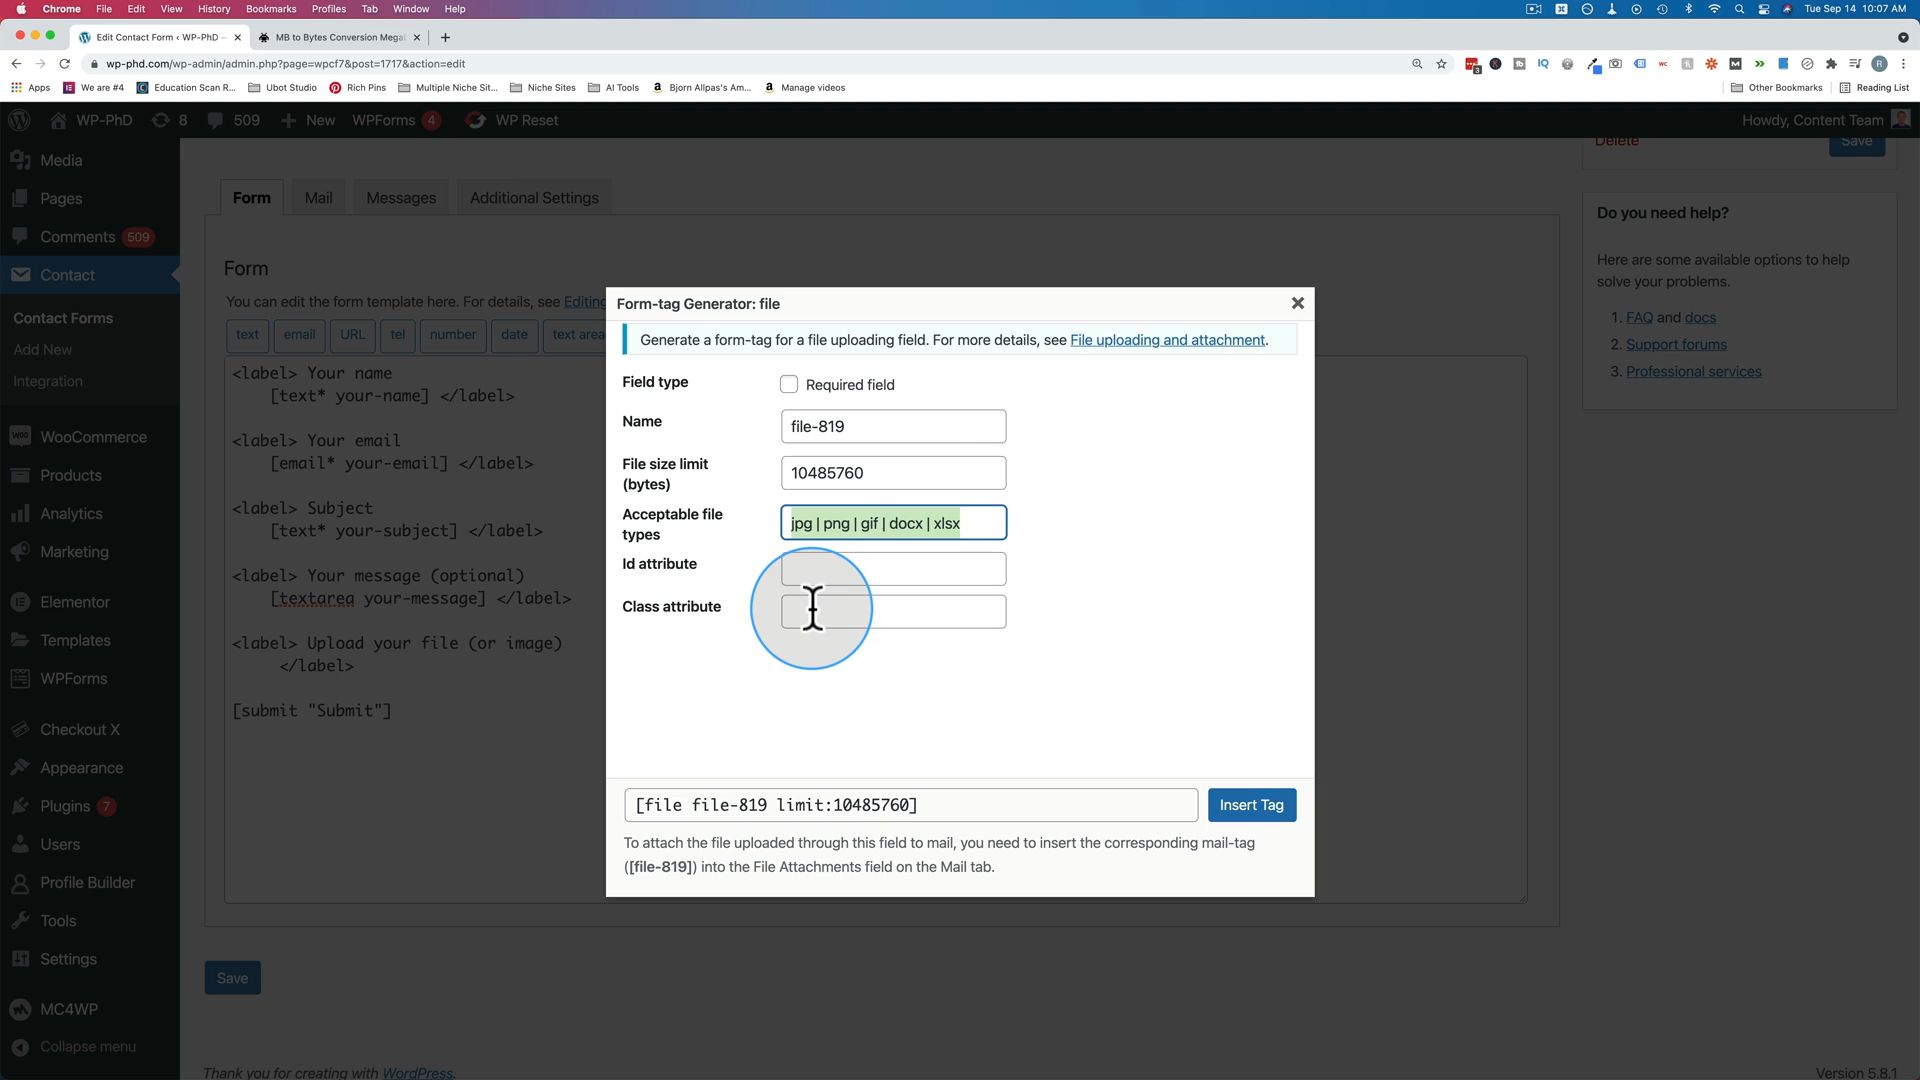 Chrome File Edit View History Bookmarks Profiles Tab Window Help
Tue Sep 14 10:07 AM
Edit Contact Form ‹ WP-PhD –
MB to Bytes Conversion Mega
wp-phd.com/wp-admin/admin.php?page=wpcf7&post=1717&action=edit
Apps
We are #4
Education Scan R...
Ubot Studio
Rich Pins
Multiple Niche Sit...
Niche Sites
AI Tools
Bjorn Allpas's Am...
Manage videos
Other Bookmarks
Reading List
WP-PhD
8
509
New
WPForms 4
WP Reset
Howdy, Content Team
Media
Pages
Comments 509
Contact
Contact Forms
Add New
Integration
WooCommerce
Products
Analytics
Marketing
Elementor
Templates
WPForms
Checkout X
Appearance
Plugins 7
Users
Profile Builder
Tools
Settings
MC4WP
Collapse menu
Delete
Save
Form
Mail
Messages
Additional Settings
Form
You can edit the form template here. For details, see Editing
text
email
URL
tel
number
date
text area
<label> Your name
[text* your-name] </label>
<label> Your email
[email* your-email] </label>
<label> Subject
[text* your-subject] </label>
<label> Your message (optional)
[textarea your-message] </label>
<label> Upload your file (or image)
</label>
[submit "Submit"]
Save
Thank you for creating with WordPress.
Version 5.8.1
Do you need help?
Here are some available options to help
solve your problems.
1. FAQ and docs
2. Support forums
3. Professional services
Form-tag Generator: file
Generate a form-tag for a file uploading field. For more details, see File uploading and attachment.
Field type
Required field
Name
file-819
File size limit
(bytes)
10485760
Acceptable file
types
jpg | png | gif | docx | xlsx
Id attribute
Class attribute
[file file-819 limit:10485760]
Insert Tag
To attach the file uploaded through this field to mail, you need to insert the corresponding mail-tag
([file-819]) into the File Attachments field on the Mail tab.